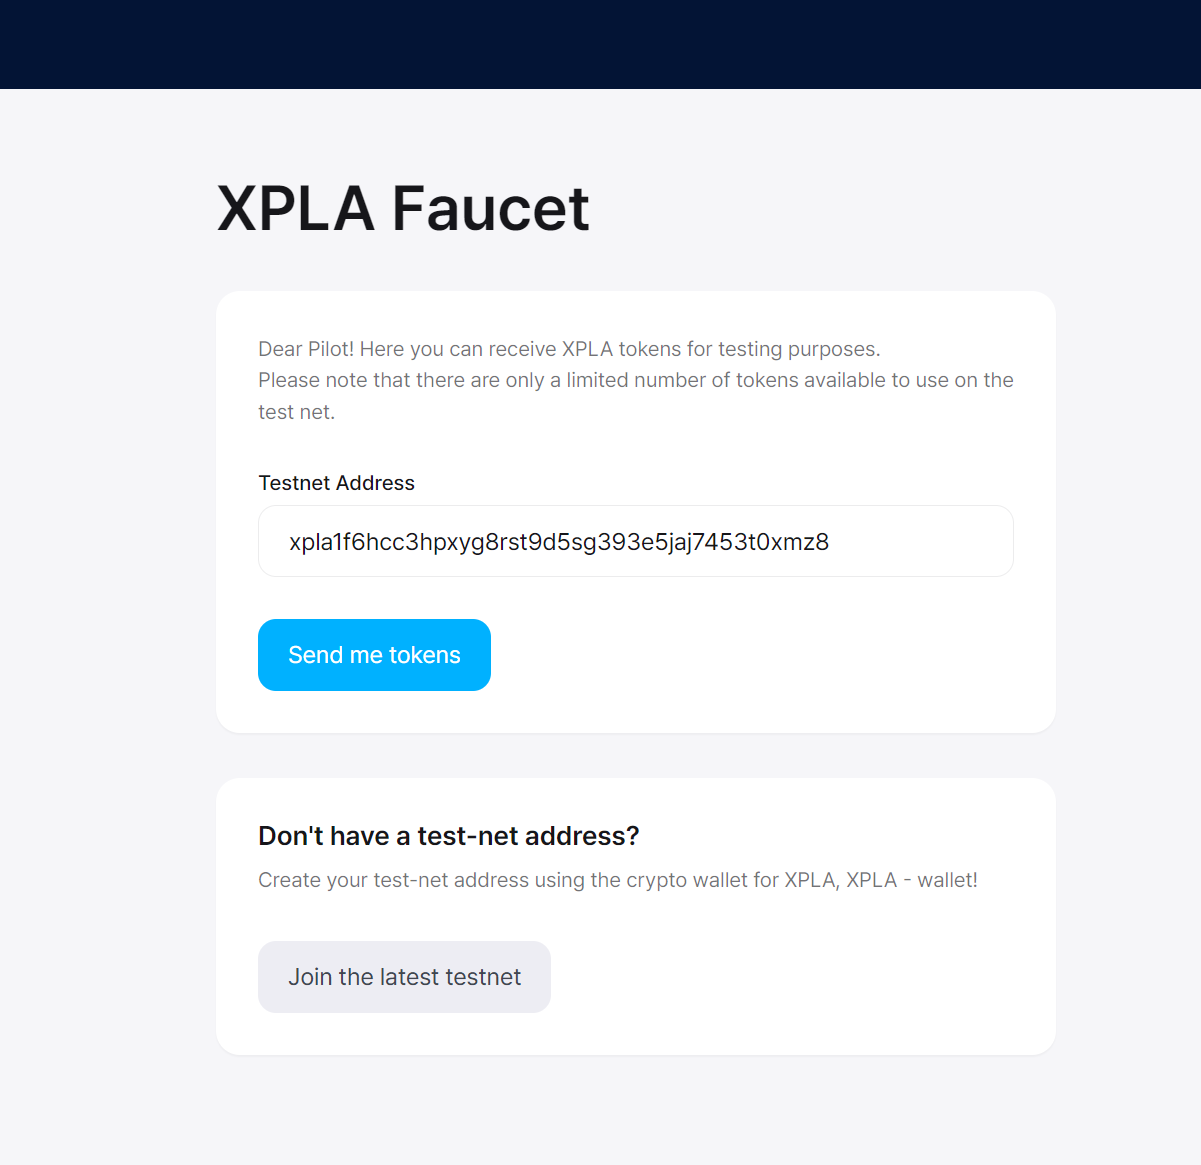 XPLA Faucet
Dear Pilot! Here you can receive XPLA tokens for testing purposes.
Please note that there are only a limited number of tokens available to use on the
test net.
Testnet Address
xpla1f6hcc3hpxyg8rst9d5sg393e5jaj7453t0xmz8
Send me tokens
Don't have a test-net address?
Create your test-net address using the crypto wallet for XPLA, XPLA - wallet!
Join the latest testnet